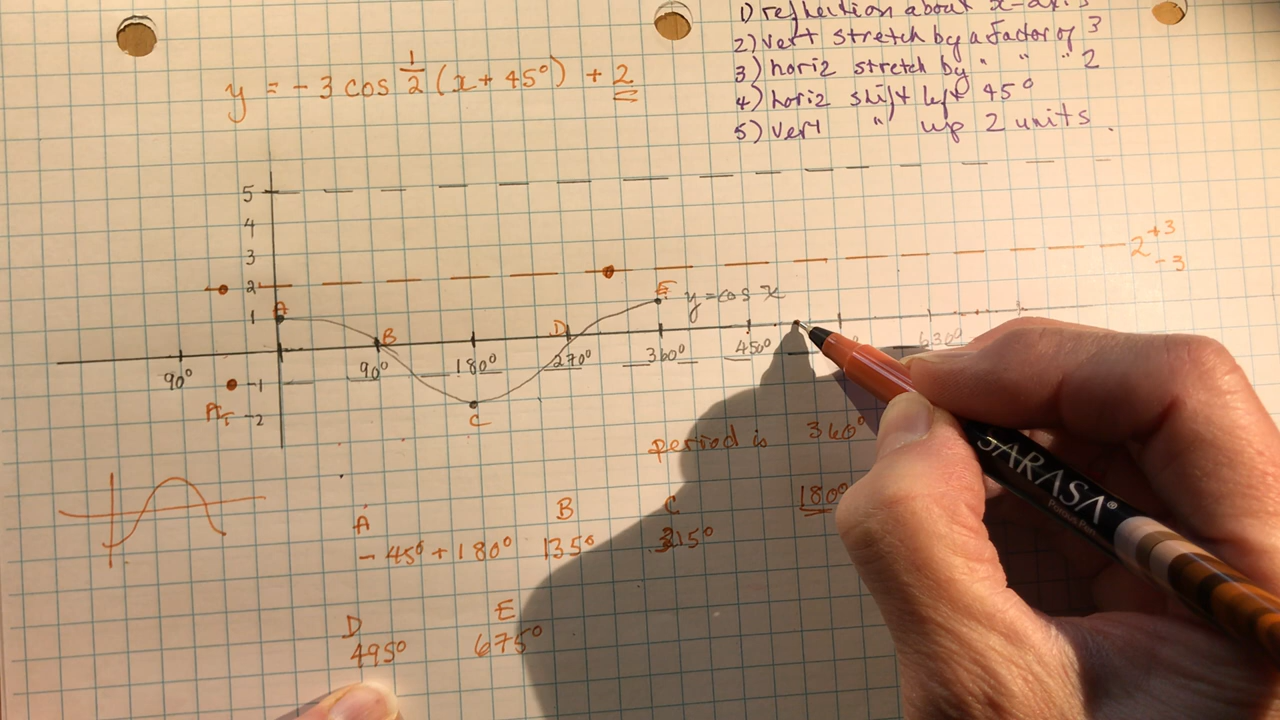 1) reflection about x-axis
2) vert stretch by a factor of 3
3) horiz stretch by " " " 2
4) horiz shift left 45°
5) vert " up 2 units.
y = -3 cos 1/2 (x + 45°) + 2
5
4
3
2
1
-1
-2
2 +3 -3
A
B
C
D
E
y = cos x
90°
90°
180°
270°
360°
450°
630°
A
period is 360°
180°
A B C
-45° + 180° 135° 315°
D E
495° 675°
SARASA®
Porous Pen